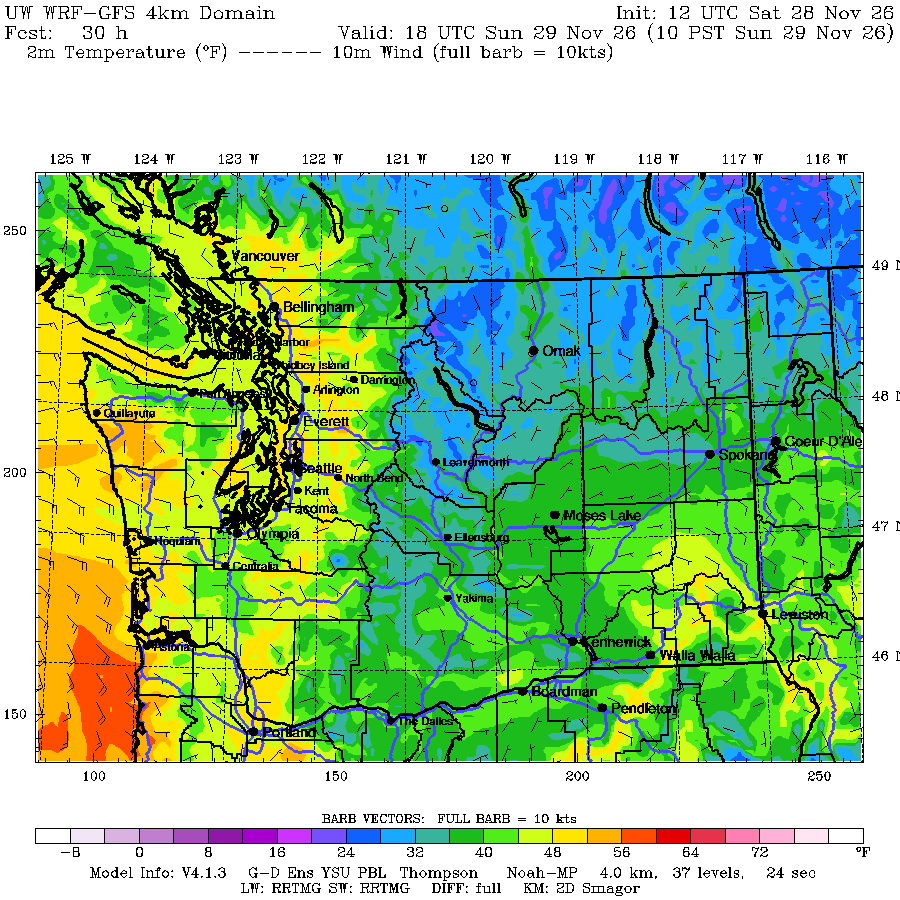 UW WRF-GFS 4km Domain Init: 12 UTC Sat 28 Nov 26
Fcst: 30 h Valid: 18 UTC Sun 29 Nov 26 (10 PST Sun 29 Nov 26)
2m Temperature (°F) ------ 10m Wind (full barb = 10kts)
125 W 124 W 123 W 122 W 121 W 120 W 119 W 118 W 117 W 116 W
250
Vancouver
49 N
Bellingham
Harbor
Omak
Whidbey Island
Darrington
Arlington
48 N
Quillayute
Everett
Coeur D'Ale
Spokane
Leavenworth
Seattle
200
North Bend
Kent
Tacoma
Moses Lake
47 N
Olympia
Hoquiam
Ellensburg
Centralia
Yakima
Lewiston
Kennewick
Astoria
Walla Walla
46 N
Boardman
Pendleton
150
The Dalles
Portland
100 150 200 250
BARB VECTORS: FULL BARB = 10 kts
-8 0 8 16 24 32 40 48 56 64 72 °F
Model Info: V4.1.3 G-D Ens YSU PBL Thompson Noah-MP 4.0 km, 37 levels, 24 sec
LW: RRTMG SW: RRTMG DIFF: full KM: 2D Smagor